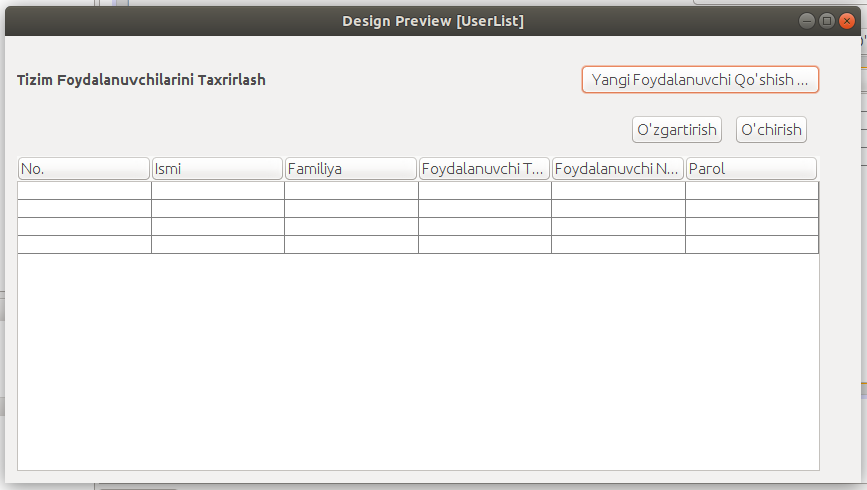 Design Preview [UserList]
Tizim Foydalanuvchilarini Taxrirlash
Yangi Foydalanuvchi Qo'shish ...
O'zgartirish O'chirish
No. Ismi Familiya Foydalanuvchi T... Foydalanuvchi N... Parol